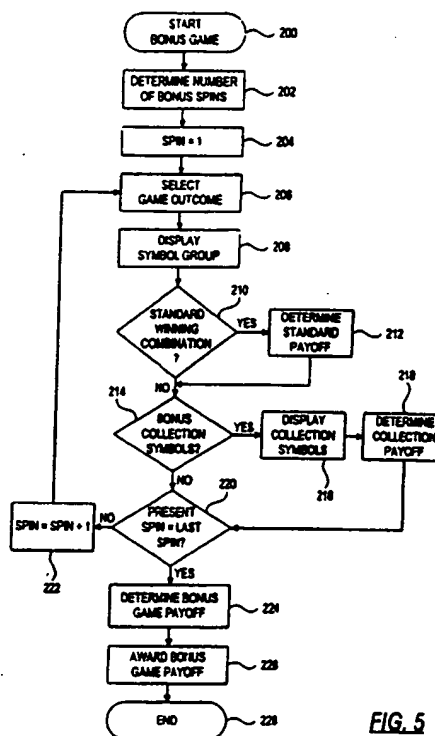 START
BONUS GAME
200
DETERMINE NUMBER
OF BONUS SPINS
202
SPIN = 1
204
SELECT
GAME OUTCOME
206
DISPLAY
SYMBOL GROUP
208
210
STANDARD
WINNING
COMBINATION
?
YES
DETERMINE
STANDARD
PAYOFF
212
NO
214
BONUS
COLLECTION
SYMBOLS?
YES
DISPLAY
COLLECTION
SYMBOLS
216
218
DETERMINE
COLLECTION
PAYOFF
NO
220
PRESENT
SPIN = LAST
SPIN?
NO
SPIN = SPIN + 1
222
YES
DETERMINE BONUS
GAME PAYOFF
224
AWARD BONUS
GAME PAYOFF
226
END
228
FIG. 5